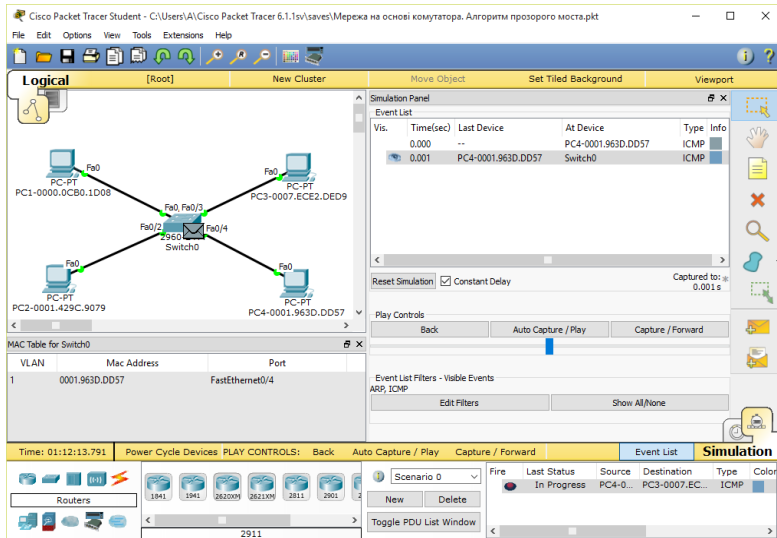 Cisco Packet Tracer Student - C:\Users\A\Cisco Packet Tracer 6.1.1sv\saves\Мережа на основі комутатора. Алгоритм прозорого моста.pkt
File Edit Options View Tools Extensions Help
Logical [Root] New Cluster Move Object Set Tiled Background Viewport
Fa0
PC-PT
PC1-0000.0CB0.1D08
Fa0
PC-PT
PC3-0007.ECE2.DED9
Fa0, Fa0/3
Fa0/2 Fa0/4
2960
Switch0
Fa0
PC-PT
PC2-0001.429C.9079
Fa0
PC-PT
PC4-0001.963D.DD57
MAC Table for Switch0
VLAN Mac Address Port
1 0001.963D.DD57 FastEthernet0/4
Simulation Panel
Event List
Vis. Time(sec) Last Device At Device Type Info
0.000 -- PC4-0001.963D.DD57 ICMP
0.001 PC4-0001.963D.DD57 Switch0 ICMP
Reset Simulation Constant Delay Captured to: *
0.001 s
Play Controls
Back Auto Capture / Play Capture / Forward
Event List Filters - Visible Events
ARP, ICMP
Edit Filters Show All/None
Time: 01:12:13.791 Power Cycle Devices PLAY CONTROLS: Back Auto Capture / Play Capture / Forward Event List Simulation
Routers
1841 1941 2620XM 2621XM 2811 2901 2
2911
Scenario 0
New Delete
Toggle PDU List Window
Fire Last Status Source Destination Type Color
In Progress PC4-0... PC3-0007.EC... ICMP